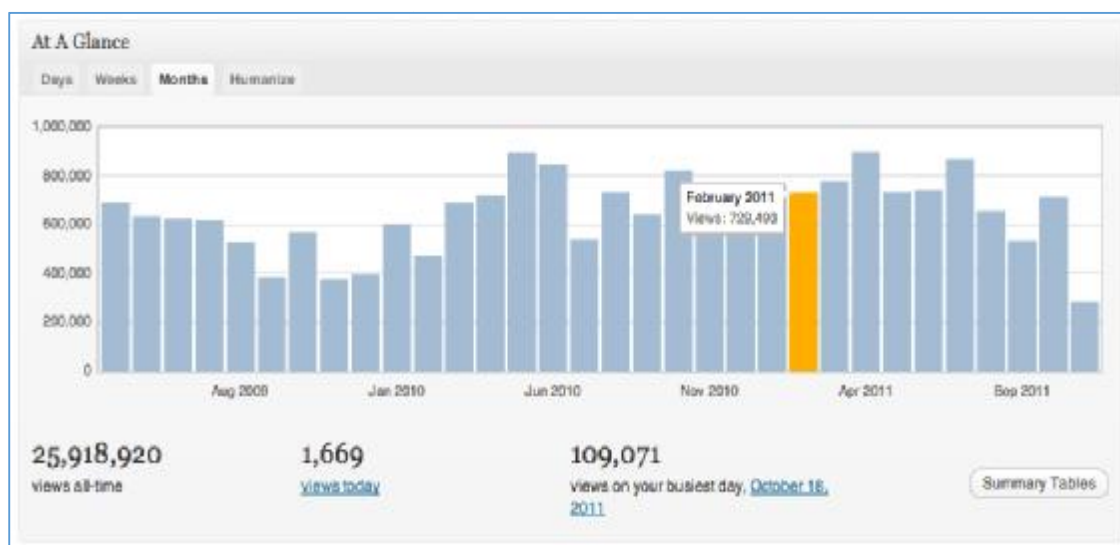 At A Glance
Days Weeks Months Humanize
1,000,000
800,000
600,000
400,000
200,000
0
February 2011
Views: 729,493
Aug 2009 Jan 2010 Jun 2010 Nov 2010 Apr 2011 Sep 2011
25,918,920 1,669 109,071
views all-time views today views on your busiest day, October 18,
2011
Summary Tables